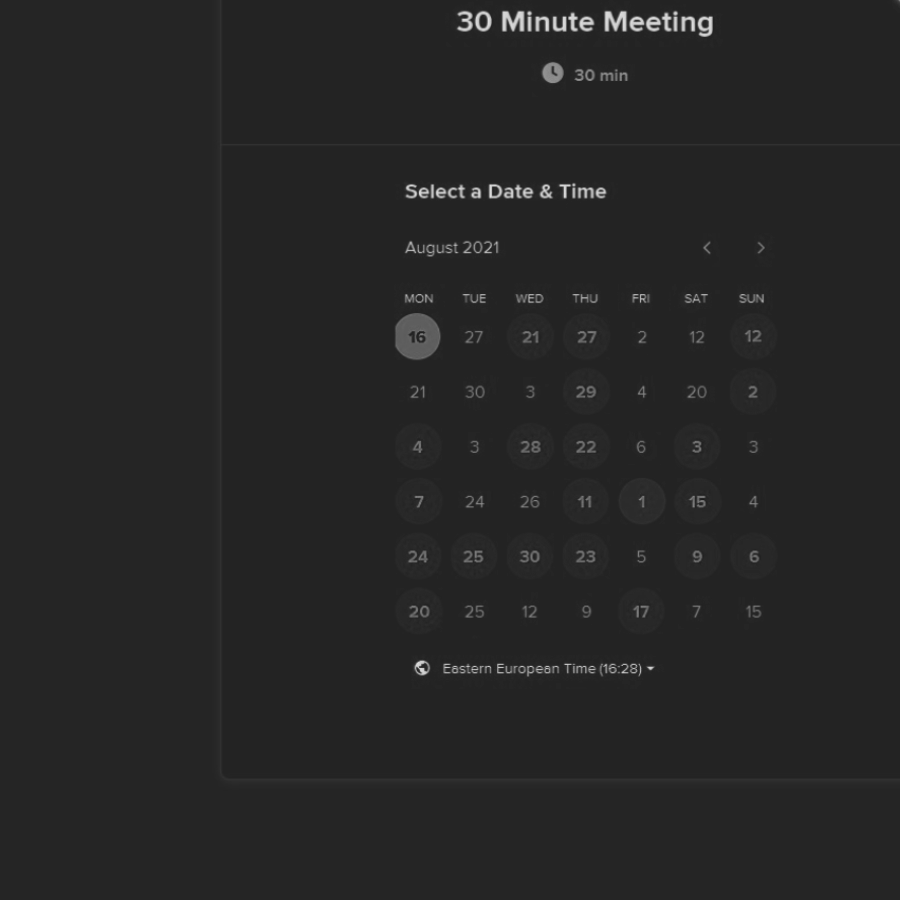 30 Minute Meeting
30 min
Select a Date & Time
August 2021
MON TUE WED THU FRI SAT SUN
16 27 21 27 2 12 12
21 30 3 29 4 20 2
4 3 28 22 6 3 3
7 24 26 11 1 15 4
24 25 30 23 5 9 6
20 25 12 9 17 7 15
Eastern European Time (16:28)